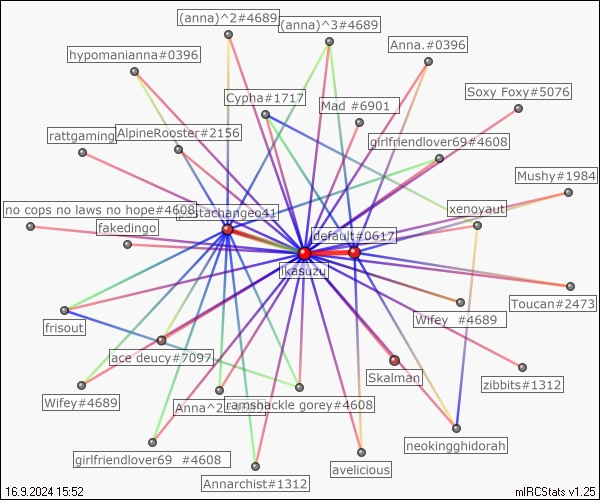 (anna)^2#4689
(anna)^3#4689
Anna.#0396
hypomanianna#0396
Soxy Foxy#5076
Cypha#1717
Mad #6901
rattgaming
AlpineRooster#2156
girlfriendlover69#4608
Mushy#1984
no cops no laws no hope#4608
xenoyaut
fakedingo
default#0617
ikasuzu
Toucan#2473
frisout
Wifey #4689
ace deucy#7097
Skalman
zibbits#1312
Wifey#4689
ramshackle gorey#4608
neokingghidorah
girlfriendlover69 #4608
avelicious
Annarchist#1312
16.9.2024 15:52
mIRCStats v1.25